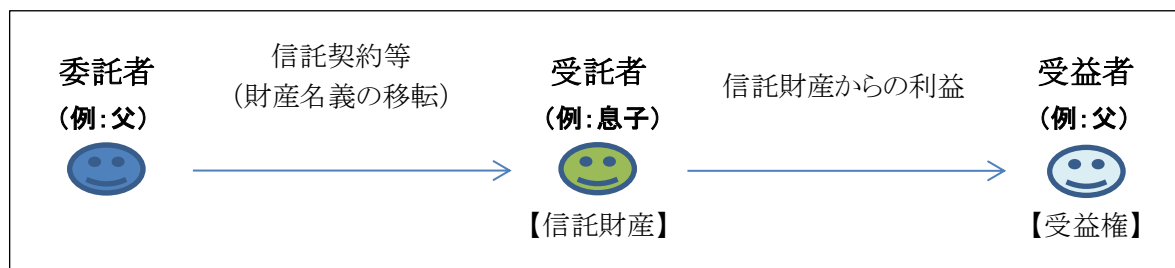 委託者
(例:父)
信託契約等
(財産名義の移転)
受託者
(例:息子)
【信託財産】
信託財産からの利益
受益者
(例:父)
【受益権】